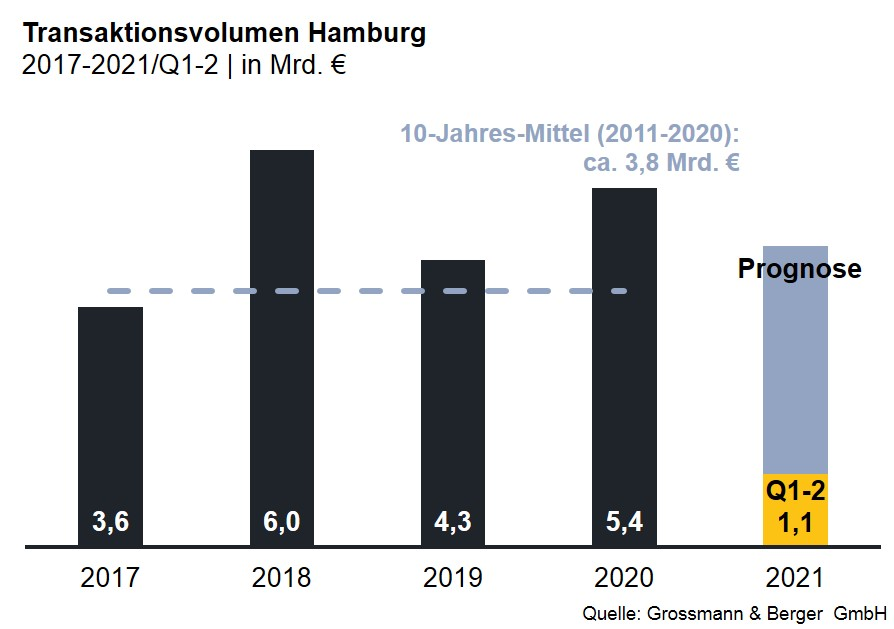 Transaktionsvolumen Hamburg
2017-2021/Q1-2 | in Mrd. €
10-Jahres-Mittel (2011-2020):
ca. 3,8 Mrd. €
Prognose
Q1-2
3,6 6,0 4,3 5,4 1,1
2017 2018 2019 2020 2021
Quelle: Grossmann & Berger GmbH